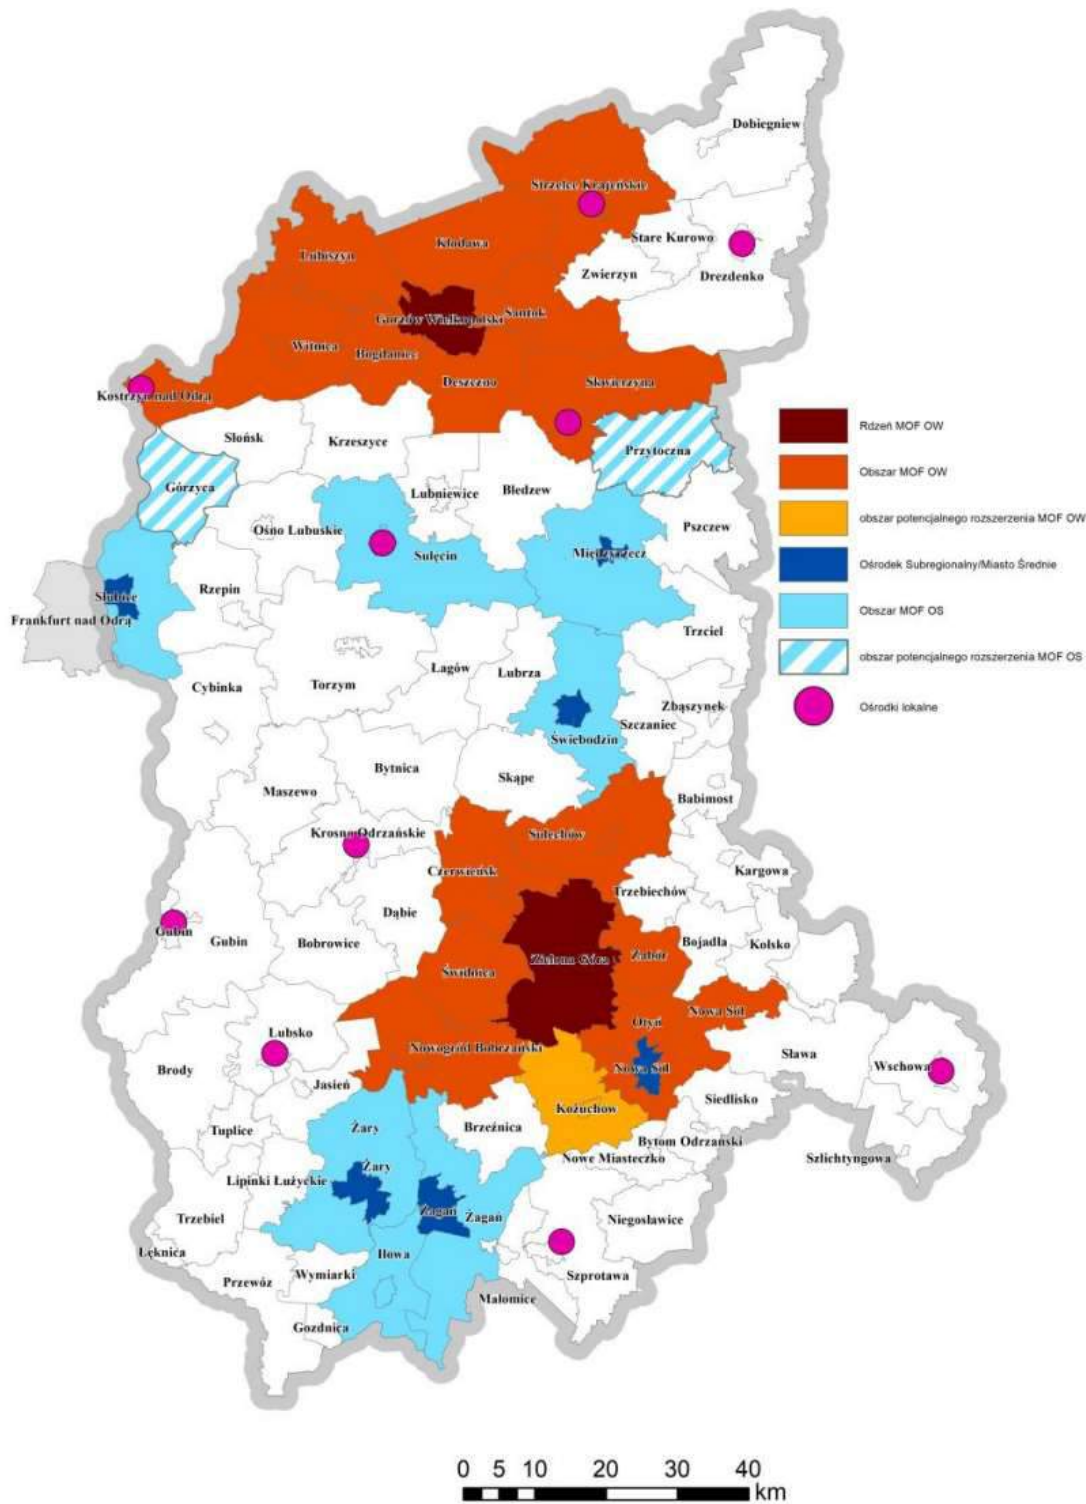 Dobiegniew
Strzelce Krajeńskie
Stare Kurowo
Kłodawa
Lubiszyn
Zwierzyn
Drezdenko
Santok
Gorzów Wielkopolski
Witnica
Bogdaniec
Deszczno
Skwierzyna
Kostrzyn nad Odrą
Rdzeń MOF OW
Słońsk
Krzeszyce
Przytoczna
Obszar MOF OW
Górzyca
Lubniewice
Bledzew
obszar potencjalnego rozszerzenia MOF OW
Ośno Lubuskie
Pszczew
Sulęcin
Międzyrzecz
Ośrodek Subregionalny/Miasto Średnie
Rzepin
Słubice
Obszar MOF OS
Frankfurt nad Odrą
Trzciel
obszar potencjalnego rozszerzenia MOF OS
Łagów
Lubrza
Cybinka
Torzym
Zbąszynek
Ośrodki lokalne
Szczaniec
Świebodzin
Bytnica
Skąpe
Maszewo
Babimost
Krosno Odrzańskie
Sulechów
Czerwieńsk
Kargowa
Trzebiechów
Dąbie
Gubin
Gubin
Bobrowice
Bojadła
Kolsko
Zabór
Zielona Góra
Świdnica
Nowa Sól
Otyń
Lubsko
Nowogród Bobrzański
Sława
Brody
Nowa Sól
Wschowa
Jasień
Siedlisko
Kożuchów
Tuplice
Żary
Brzeźnica
Bytom Odrzański
Nowe Miasteczko
Szlichtyngowa
Żary
Lipinki Łużyckie
Trzebiel
Żagań
Żagań
Niegosławice
Łęknica
Iłowa
Przewóz
Wymiarki
Szprotawa
Małomice
Gozdnica
0 5 10 20 30 40
km